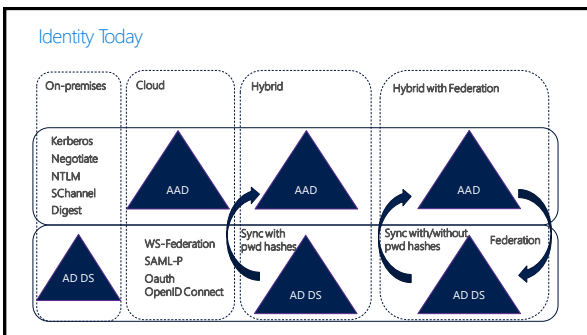 Identity Today
On-premises
Cloud
Hybrid
Hybrid with Federation
Kerberos
Negotiate
NTLM
SChannel
Digest
AAD
AAD
AAD
AD DS
WS-Federation
SAML-P
Oauth
OpenID Connect
Sync with
pwd hashes
AD DS
Sync with/without
pwd hashes
Federation
AD DS